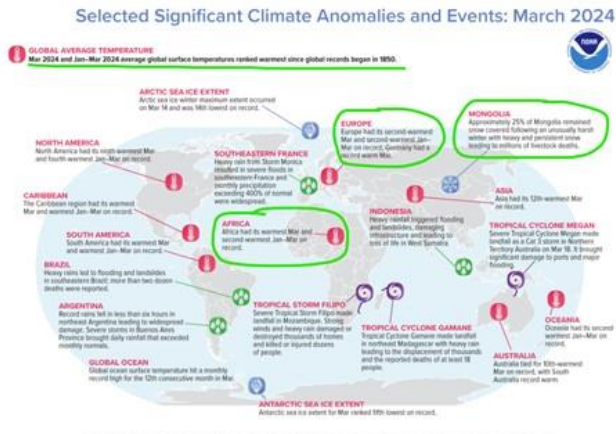 Selected Significant Climate Anomalies and Events: March 2024
NOAA
GLOBAL AVERAGE TEMPERATURE
Mar 2024 and Jan–Mar 2024 average global surface temperatures ranked warmest since global records began in 1850.
ARCTIC SEA ICE EXTENT
Arctic sea ice winter maximum extent occurred
on Mar 14 and was 14th lowest on record.
EUROPE
Europe had its second-warmest
Mar and second-warmest Jan–
Mar on record. Germany had a
record warm Mar.
MONGOLIA
Approximately 25% of Mongolia remained
snow covered following an unusually harsh
winter with heavy and persistent snow
leading to millions of livestock deaths.
NORTH AMERICA
North America had its ninth-warmest Mar
and fourth-warmest Jan–Mar on record.
SOUTHEASTERN FRANCE
Heavy rain from Storm Monica
resulted in severe floods in
southeastern France and
monthly precipitation
exceeding 400% of normal
were widespread.
ASIA
Asia had its 12th-warmest Mar
on record.
CARIBBEAN
The Caribbean region had its warmest
Mar and warmest Jan–Mar on record.
AFRICA
Africa had its warmest Mar and
second warmest Jan–Mar on
record.
INDONESIA
Heavy rainfall triggered flooding
and landslides, damaging
infrastructure and leading to
loss of life in West Sumatra.
TROPICAL CYCLONE MEGAN
Severe Tropical Cyclone Megan made
landfall as a Cat 3 storm in Northern
Territory Australia on Mar 18. It brought
significant damage to ports and major
flooding.
SOUTH AMERICA
South America had its warmest Mar
and warmest Jan–Mar on record.
BRAZIL
Heavy rains led to flooding and landslides
in southeastern Brazil; more than two dozen
deaths were reported.
ARGENTINA
Record rains fell in less than six hours in
northeast Argentina leading to widespread
damage. Severe storms in Buenos Aires
Province brought daily rainfall that exceeded
monthly normals.
TROPICAL STORM FILIPO
Severe Tropical Storm Filipo made
landfall in Mozambique. Strong
winds and heavy rain damaged or
destroyed thousands of homes
and killed or injured dozens
of people.
TROPICAL CYCLONE GAMANE
Tropical Cyclone Gamane made landfall
in northeast Madagascar with heavy rain
leading to the displacement of thousands
and the reported deaths of at least 18
people.
OCEANIA
Oceania had its second
warmest Jan–Mar on
record.
AUSTRALIA
Australia tied for 10th-warmest
Mar on record, with South
Australia record warm.
GLOBAL OCEAN
Global ocean surface temperature hit a monthly
record high for the 12th consecutive month in Mar.
ANTARCTIC SEA ICE EXTENT
Antarctic sea ice extent for Mar ranked fifth lowest on record.